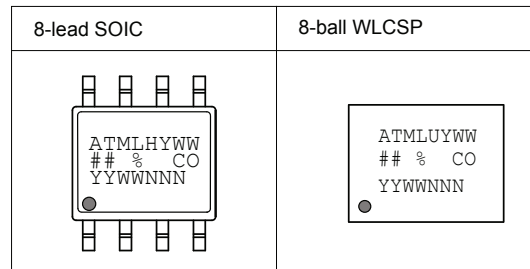 8-lead SOIC
8-ball WLCSP
ATMLHYWW
## % CO
YYWWNNN
ATMLUYWW
## % CO
YYWWNNN